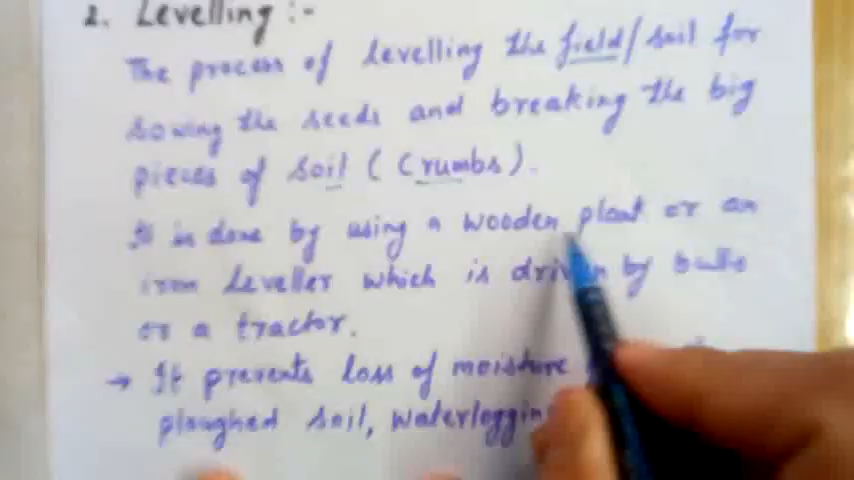 2. Levelling :-
The process of levelling the field/soil for
sowing the seeds and breaking the big
pieces of soil (Crumbs).
It is done by using a wooden plant or an
iron leveller which is driven by bulls
or a tractor.
→ It prevents loss of moisture
ploughed soil, waterlogging